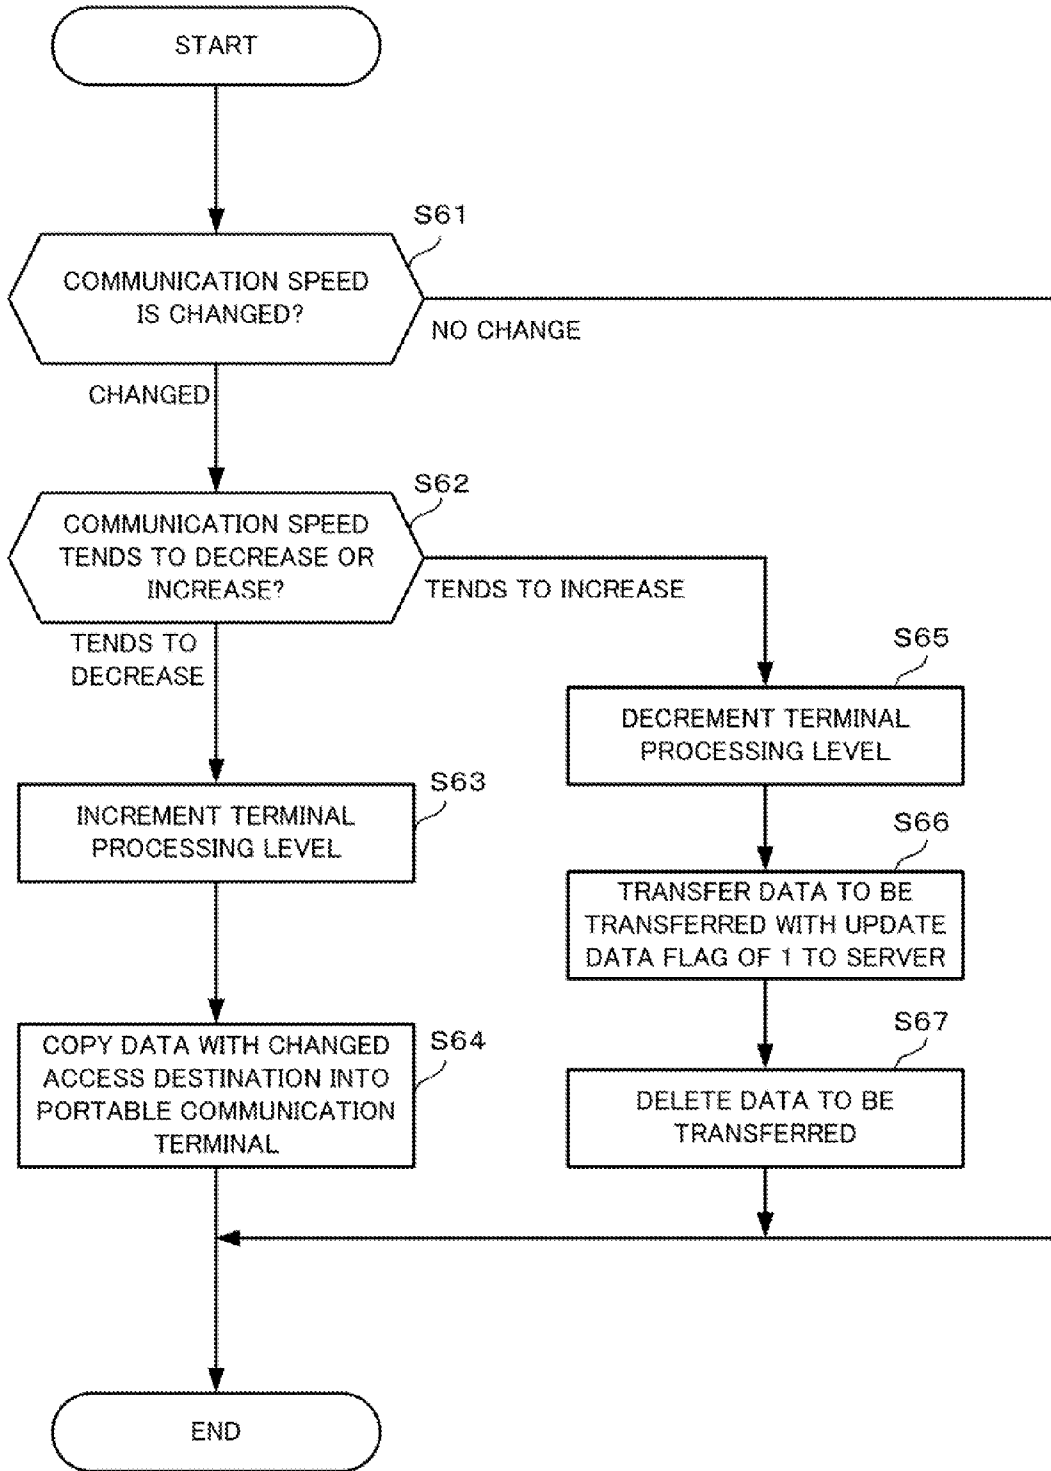 START
S61
COMMUNICATION SPEED
IS CHANGED?
NO CHANGE
CHANGED
S62
COMMUNICATION SPEED
TENDS TO DECREASE OR
INCREASE?
TENDS TO INCREASE
TENDS TO
DECREASE
S65
DECREMENT TERMINAL
PROCESSING LEVEL
S63
INCREMENT TERMINAL
PROCESSING LEVEL
S66
TRANSFER DATA TO BE
TRANSFERRED WITH UPDATE
DATA FLAG OF 1 TO SERVER
S64
COPY DATA WITH CHANGED
ACCESS DESTINATION INTO
PORTABLE COMMUNICATION
TERMINAL
S67
DELETE DATA TO BE
TRANSFERRED
END